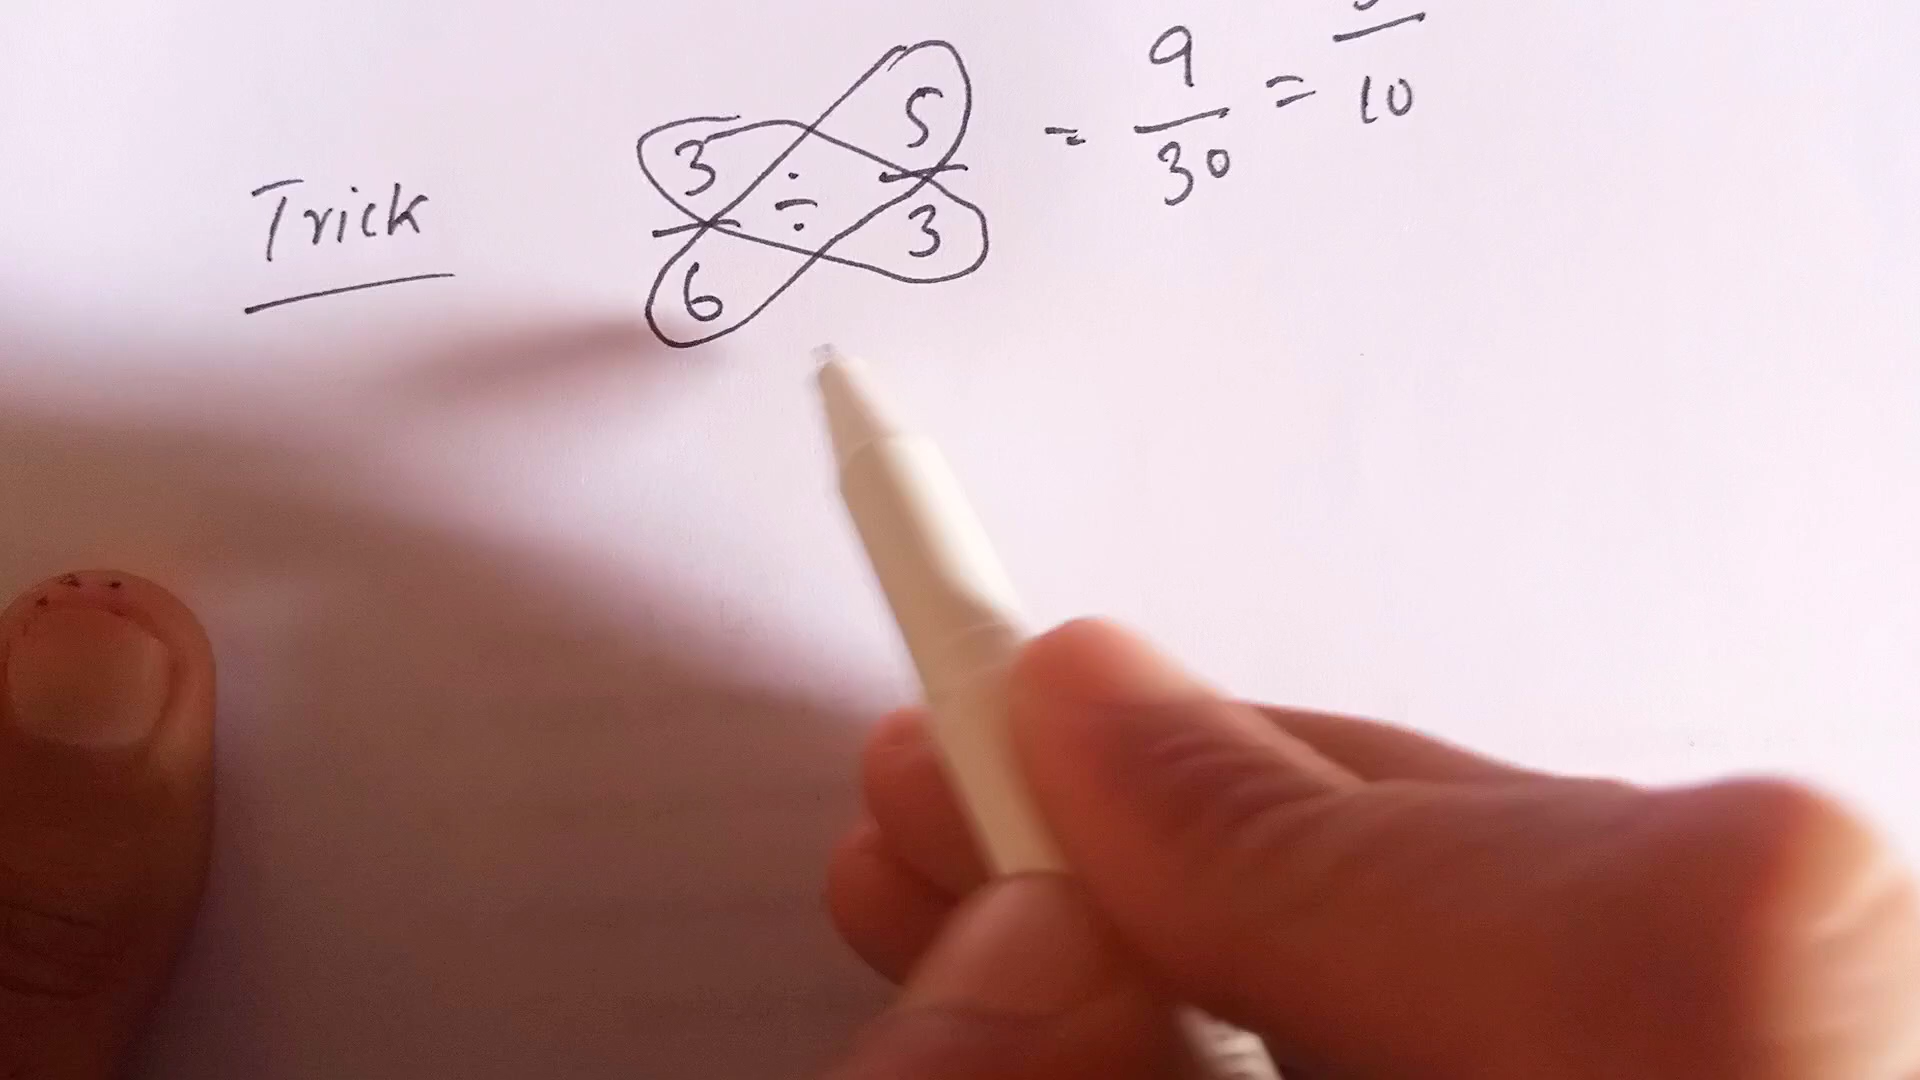 Trick 3/6 ÷ 5/3 = 9/30 = /10